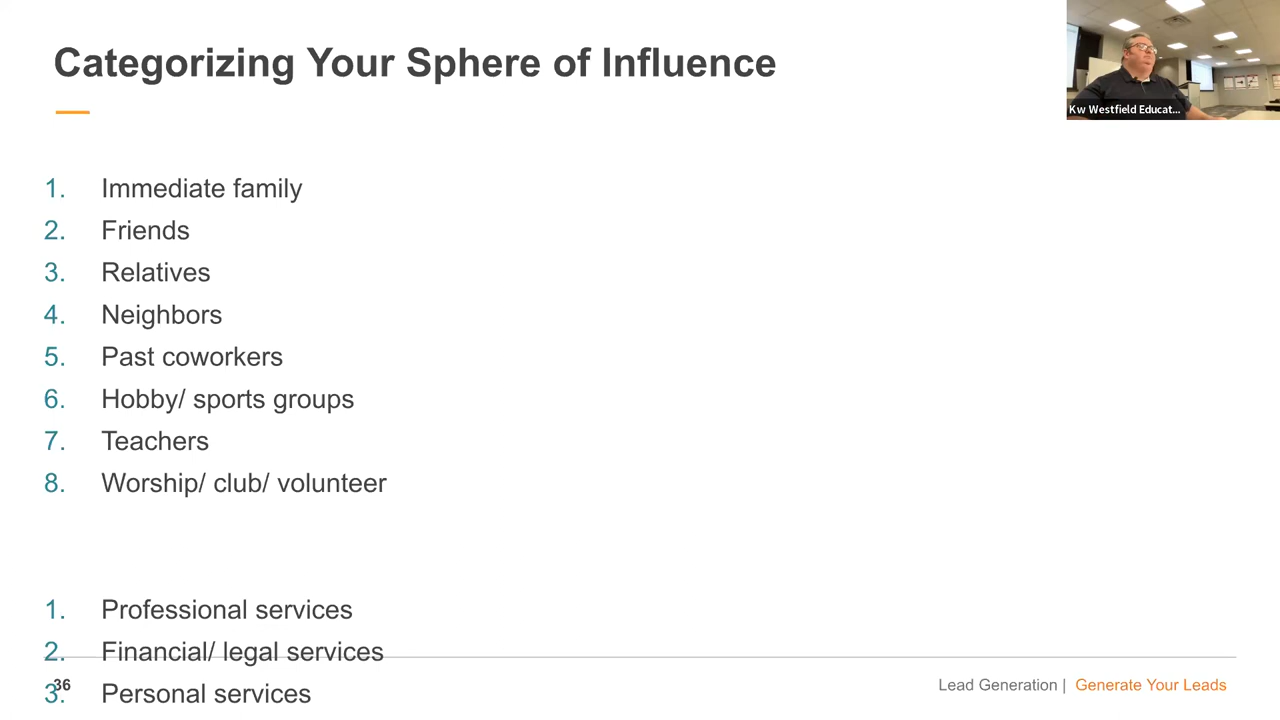 Categorizing Your Sphere of Influence
Kw Westfield Educat...
1. Immediate family
2. Friends
3. Relatives
4. Neighbors
5. Past coworkers
6. Hobby/ sports groups
7. Teachers
8. Worship/ club/ volunteer
1. Professional services
2. Financial/ legal services
3. Personal services
36
Lead Generation | Generate Your Leads